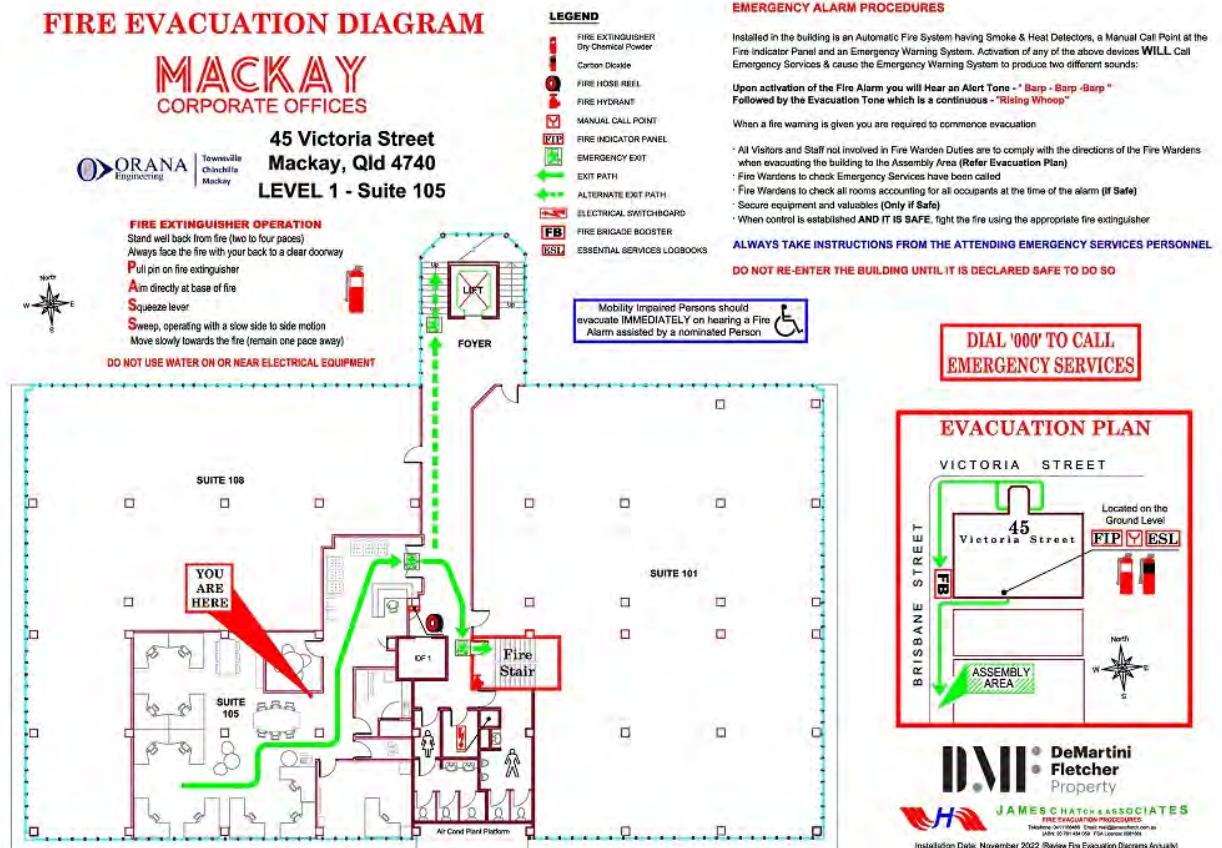 FIRE EVACUATION DIAGRAM
MACKAY
CORPORATE OFFICES
ORANA
Engineering
Townsville
Chinchilla
Mackay
45 Victoria Street
Mackay, Qld 4740
LEVEL 1 - Suite 105
FIRE EXTINGUISHER OPERATION
Stand well back from fire (two to four paces)
Always face the fire with your back to a clear doorway
Pull pin on fire extinguisher
Aim directly at base of fire
Squeeze lever
Sweep, operating with a slow side to side motion
Move slowly towards the fire (remain one pace away)
DO NOT USE WATER ON OR NEAR ELECTRICAL EQUIPMENT
North
W
E
S
LEGEND
FIRE EXTINGUISHER
Dry Chemical Powder
Carbon Dioxide
FIRE HOSE REEL
FIRE HYDRANT
MANUAL CALL POINT
FIP FIRE INDICATOR PANEL
EMERGENCY EXIT
EXIT PATH
ALTERNATE EXIT PATH
ELECTRICAL SWITCHBOARD
FB FIRE BRIGADE BOOSTER
ESL ESSENTIAL SERVICES LOGBOOKS
EMERGENCY ALARM PROCEDURES
Installed in the building is an Automatic Fire System having Smoke & Heat Detectors, a Manual Call Point at the
Fire Indicator Panel and an Emergency Warning System. Activation of any of the above devices WILL Call
Emergency Services & cause the Emergency Warning System to produce two different sounds:
Upon activation of the Fire Alarm you will Hear an Alert Tone - " Barp - Barp -Barp "
Followed by the Evacuation Tone which is a continuous - "Rising Whoop"
When a fire warning is given you are required to commence evacuation
· All Visitors and Staff not involved in Fire Warden Duties are to comply with the directions of the Fire Wardens
when evacuating the building to the Assembly Area (Refer Evacuation Plan)
· Fire Wardens to check Emergency Services have been called
· Fire Wardens to check all rooms accounting for all occupants at the time of the alarm (If Safe)
· Secure equipment and valuables (Only if Safe)
· When control is established AND IT IS SAFE, fight the fire using the appropriate fire extinguisher
ALWAYS TAKE INSTRUCTIONS FROM THE ATTENDING EMERGENCY SERVICES PERSONNEL
DO NOT RE-ENTER THE BUILDING UNTIL IT IS DECLARED SAFE TO DO SO
Mobility Impaired Persons should
evacuate IMMEDIATELY on hearing a Fire
Alarm assisted by a nominated Person
DIAL '000' TO CALL
EMERGENCY SERVICES
Up
LIFT
Up
FOYER
SUITE 108
SUITE 101
YOU
ARE
HERE
IDF 1
Fire
Stair
SUITE
105
Air Cond Plant Platform
EVACUATION PLAN
VICTORIA STREET
BRISBANE STREET
45
Victoria Street
Located on the
Ground Level
FIP ESL
FB
ASSEMBLY
AREA
North
W
E
S
DMF
DeMartini
Fletcher
Property
H
JAMES C HATCH & ASSOCIATES
FIRE EVACUATION PROCEDURES
Installation Date: November 2022 (Review Fire Evacuation Diagrams Annually)